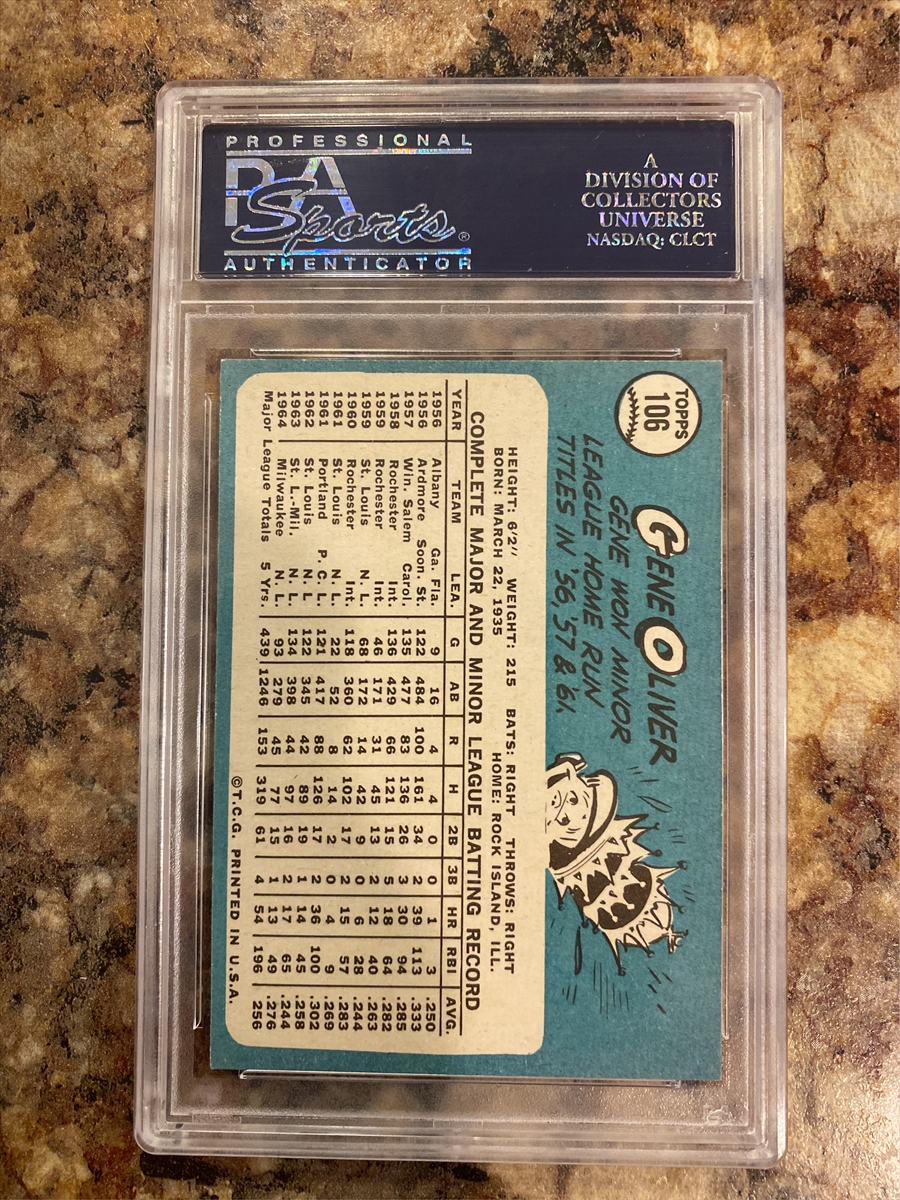 PROFESSIONAL
PSA
Sports®
AUTHENTICATOR
A
DIVISION OF
COLLECTORS
UNIVERSE
NASDAQ: CLCT
TOPPS
106
GENE OLIVER
GENE WON MINOR
LEAGUE HOME RUN
TITLES IN '56, '57 & '61.
HEIGHT: 6'2" WEIGHT: 215 BATS: RIGHT THROWS: RIGHT
BORN: MARCH 22, 1935 HOME: ROCK ISLAND, ILL.
COMPLETE MAJOR AND MINOR LEAGUE BATTING RECORD
YEAR TEAM LEA. G AB R H 2B 3B HR RBI AVG.
1956 Albany Ga. Fla. 9 16 4 4 0 0 1 3 .250
1956 Ardmore Soon. St. 122 484 100 161 34 2 39 113 .333
1957 Win. Salem Carol. 135 477 83 136 26 3 30 94 .285
1958 Rochester Int. 136 429 66 121 15 5 18 64 .282
1959 Rochester Int. 46 171 31 45 13 2 12 40 .263
1959 St. Louis N. L. 68 172 14 42 9 0 6 28 .244
1960 Rochester Int. 118 360 62 102 17 2 15 57 .283
1961 St. Louis N. L. 22 52 8 14 2 0 4 9 .269
1961 Portland P. C. L. 121 417 88 126 17 2 36 100 .302
1962 St. Louis N. L 122 345 42 89 19 1 14 45 .258
1963 St. L.-Mil. N. L. 134 398 44 97 16 2 17 65 .244
1964 Milwaukee N. L. 93 279 45 77 15 1 13 49 .276
Major League Totals 5 Yrs. 439 1246 153 319 61 4 54 196 256
©T.C.G. PRINTED IN U.S.A.